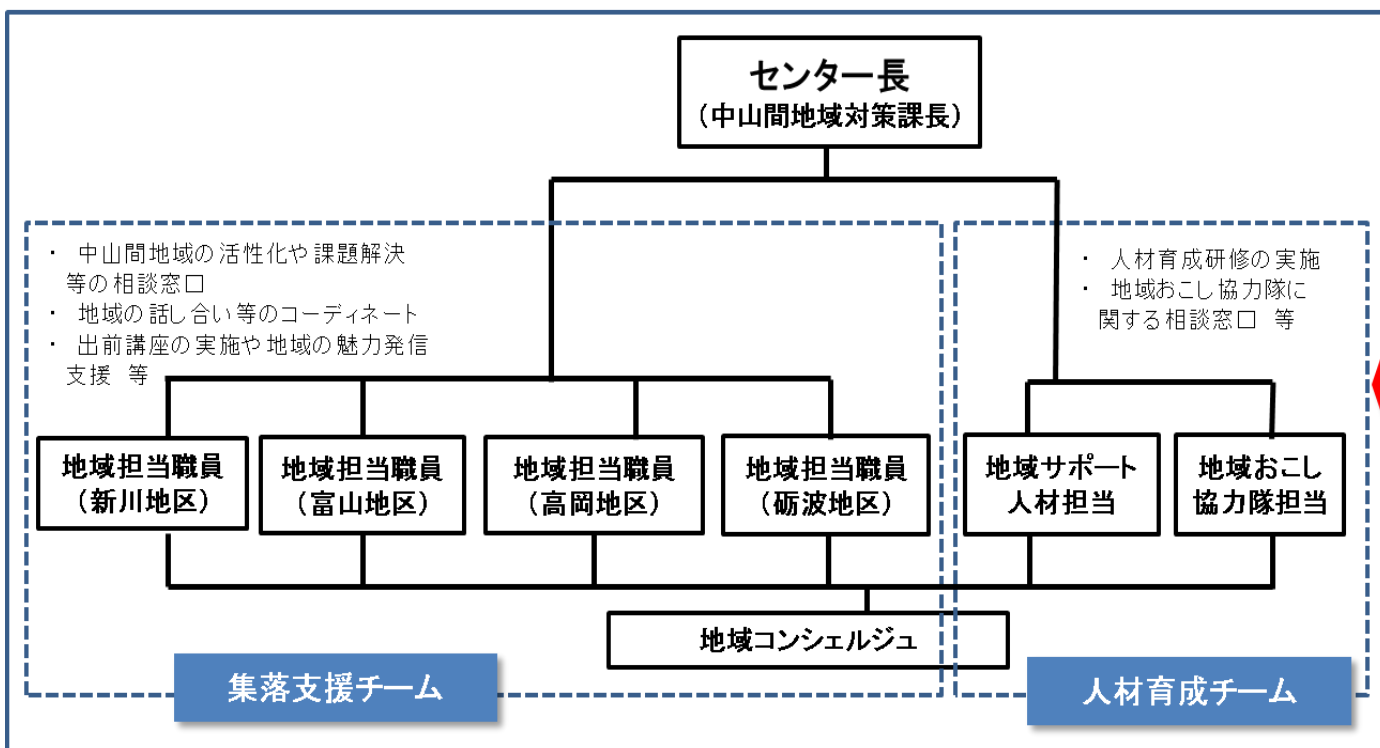 センター長
（中山間地域対策課長）
・ 中山間地域の活性化や課題解決
等の相談窓口
・ 地域の話し合い等のコーディネート
・ 出前講座の実施や地域の魅力発信
支援 等
・ 人材育成研修の実施
・ 地域おこし協力隊に
関する相談窓口 等
地域担当職員
（新川地区）
地域担当職員
（富山地区）
地域担当職員
（高岡地区）
地域担当職員
（砺波地区）
地域サポート
人材担当
地域おこし
協力隊担当
地域コンシェルジュ
集落支援チーム
人材育成チーム